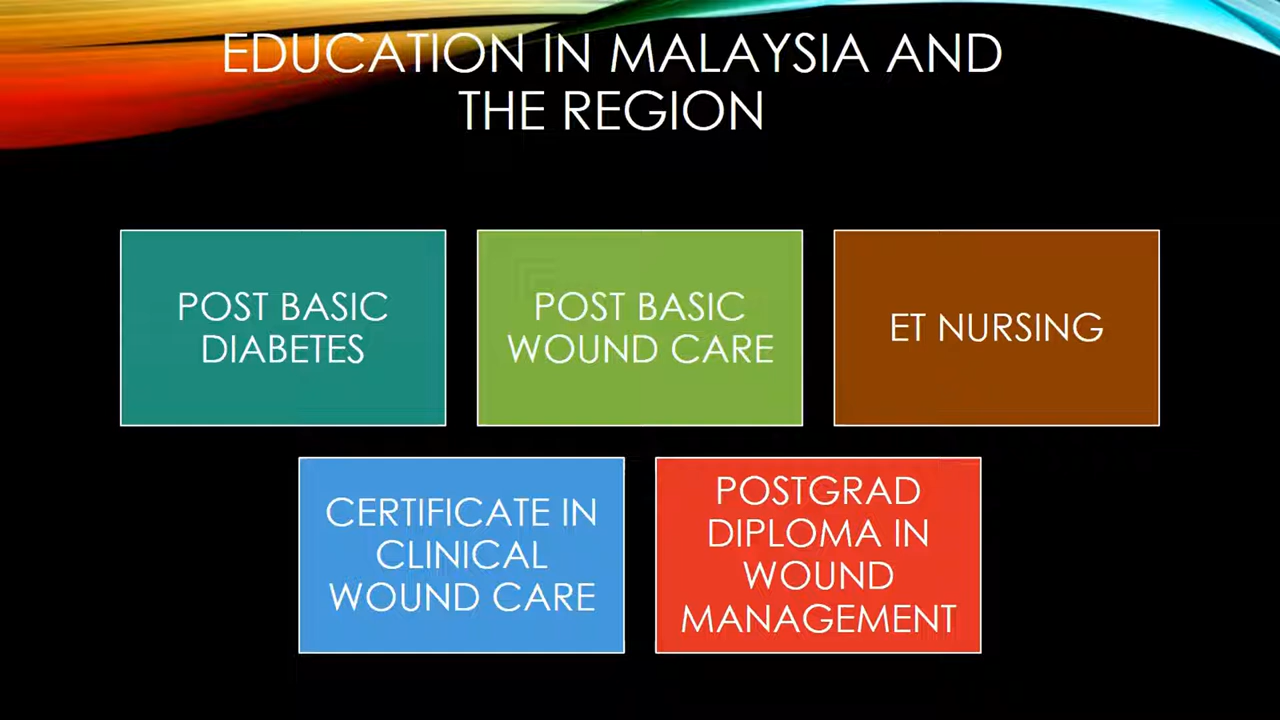 EDUCATION IN MALAYSIA AND
THE REGION
POST BASIC
DIABETES
POST BASIC
WOUND CARE
ET NURSING
CERTIFICATE IN
CLINICAL
WOUND CARE
POSTGRAD
DIPLOMA IN
WOUND
MANAGEMENT